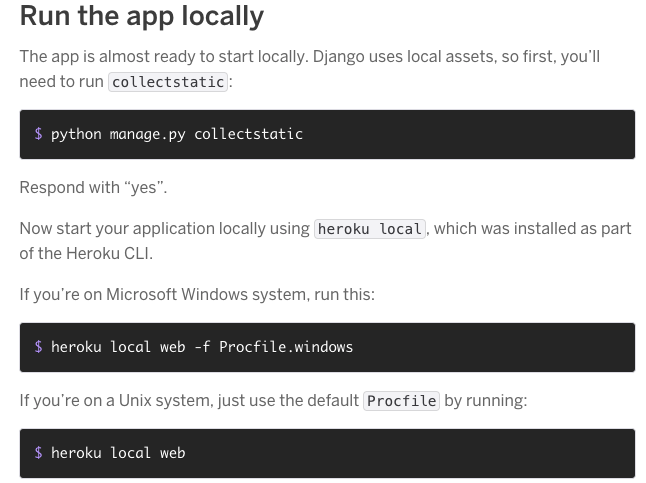 Run the app locally
The app is almost ready to start locally. Django uses local assets, so first, you’ll
need to run collectstatic:
$ python manage.py collectstatic
Respond with “yes”.
Now start your application locally using heroku local, which was installed as part
of the Heroku CLI.
If you’re on Microsoft Windows system, run this:
$ heroku local web -f Procfile.windows
If you’re on a Unix system, just use the default Procfile by running:
$ heroku local web